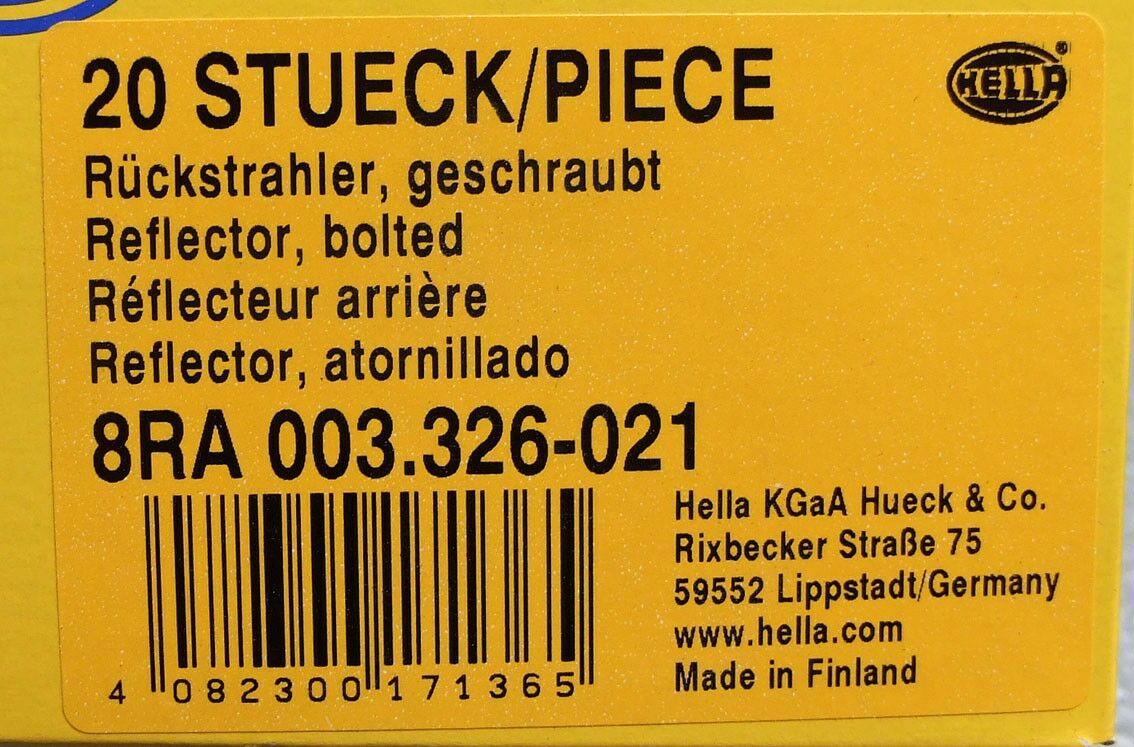 20 STUECK/PIECE
HELLA®
Rückstrahler, geschraubt
Reflector, bolted
Réflecteur arrière
Reflector, atornillado
8RA 003.326-021
Hella KGaA Hueck & Co.
Rixbecker Straße 75
59552 Lippstadt/Germany
www.hella.com
Made in Finland
4 082300 171365